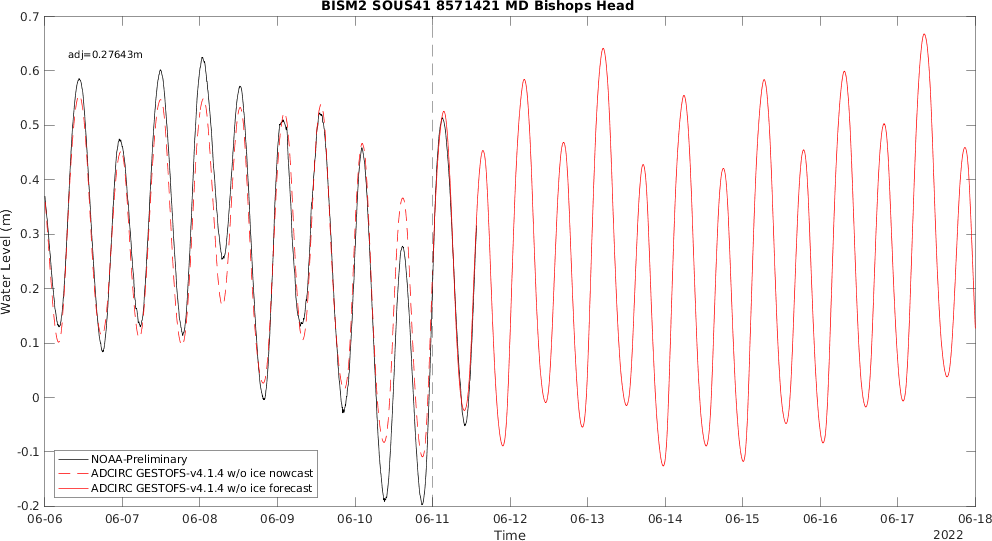 BISM2 SOUS41 8571421 MD Bishops Head
0.7
adj=0.27643m
0.6
0.5
0.4
0.3
0.2
0.1
0
-0.1
-0.2
Water Level (m)
NOAA-Preliminary
ADCIRC GESTOFS-v4.1.4 w/o ice nowcast
ADCIRC GESTOFS-v4.1.4 w/o ice forecast
06-06 06-07 06-08 06-09 06-10 06-11 06-12 06-13 06-14 06-15 06-16 06-17 06-18
Time
2022